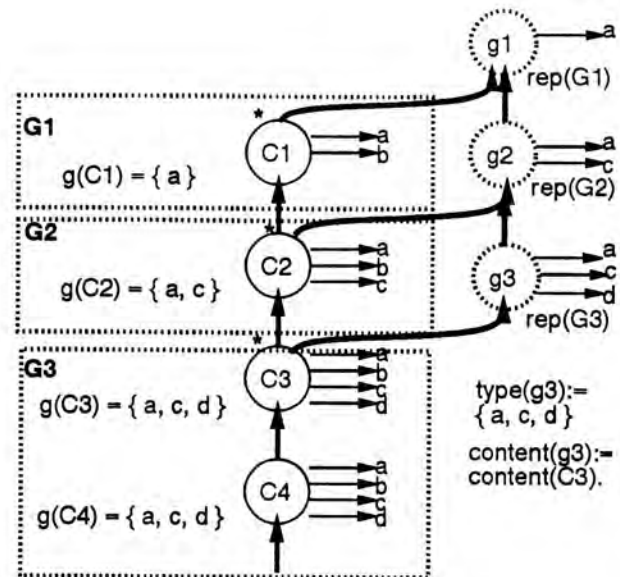 g1
a
rep(G1)
G1
*
C1
a
b
g(C1) = { a }
g2
a
c
rep(G2)
G2
*
C2
a
b
c
g(C2) = { a, c }
g3
a
c
d
rep(G3)
G3
*
C3
a
b
c
d
g(C3) = { a, c, d }
type(g3):=
{ a, c, d }
content(g3):=
content(C3).
C4
a
b
c
d
g(C4) = { a, c, d }